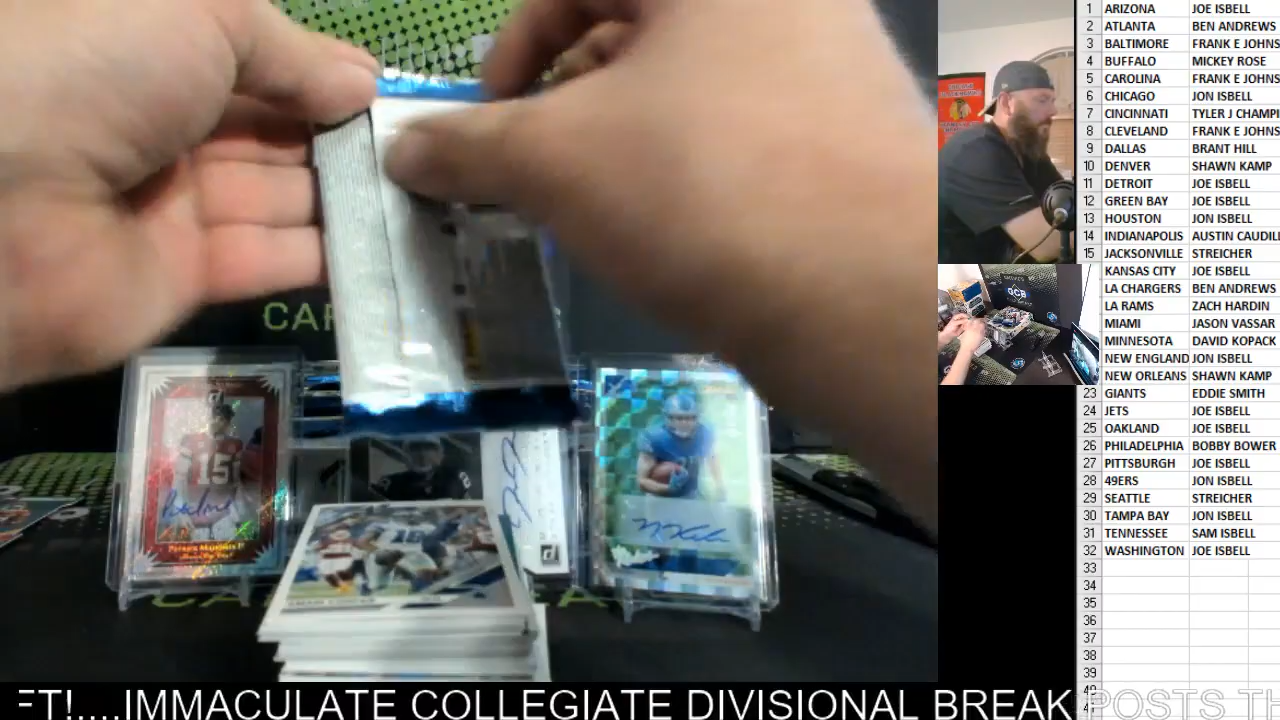 CAR
15
GCB
1 ARIZONA JOE ISBELL
2 ATLANTA BEN ANDREWS
3 BALTIMORE FRANK E JOHNS
4 BUFFALO MICKEY ROSE
5 CAROLINA FRANK E JOHNS
6 CHICAGO JON ISBELL
7 CINCINNATI TYLER J CHAMPI
8 CLEVELAND FRANK E JOHNS
9 DALLAS BRANT HILL
10 DENVER SHAWN KAMP
11 DETROIT JOE ISBELL
12 GREEN BAY JOE ISBELL
13 HOUSTON JON ISBELL
14 INDIANAPOLIS AUSTIN CAUDIL
15 JACKSONVILLE STREICHER
KANSAS CITY JOE ISBELL
LA CHARGERS BEN ANDREWS
LA RAMS ZACH HARDIN
MIAMI JASON VASSAR
MINNESOTA DAVID KOPACK
NEW ENGLAND JON ISBELL
NEW ORLEANS SHAWN KAMP
23 GIANTS EDDIE SMITH
24 JETS JOE ISBELL
25 OAKLAND JOE ISBELL
26 PHILADELPHIA BOBBY BOWER
27 PITTSBURGH JOE ISBELL
28 49ERS JON ISBELL
29 SEATTLE STREICHER
30 TAMPA BAY JON ISBELL
31 TENNESSEE SAM ISBELL
32 WASHINGTON JOE ISBELL
33
34
35
36
37
38
39
ET!....IMMACULATE COLLEGIATE DIVISIONAL BREAK POSTS TH